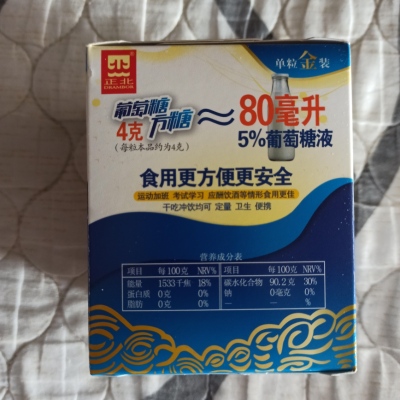 单粒金装
正北
葡萄糖
4克方糖
(每粒本品约为4克)
≈
80毫升
5%葡萄糖液
食用更方便更安全
运动加班 考试学习 应酬饮酒等情形食用更佳
干吃冲饮均可 定量 卫生 便携
营养成分表
项目 每100克 NRV% 项目 每100克 NRV%
能量 1533千焦 18% 碳水化合物 90.2克 30%
蛋白质 0克 0% 钠 0毫克 0%
脂肪 0克 0% — — %